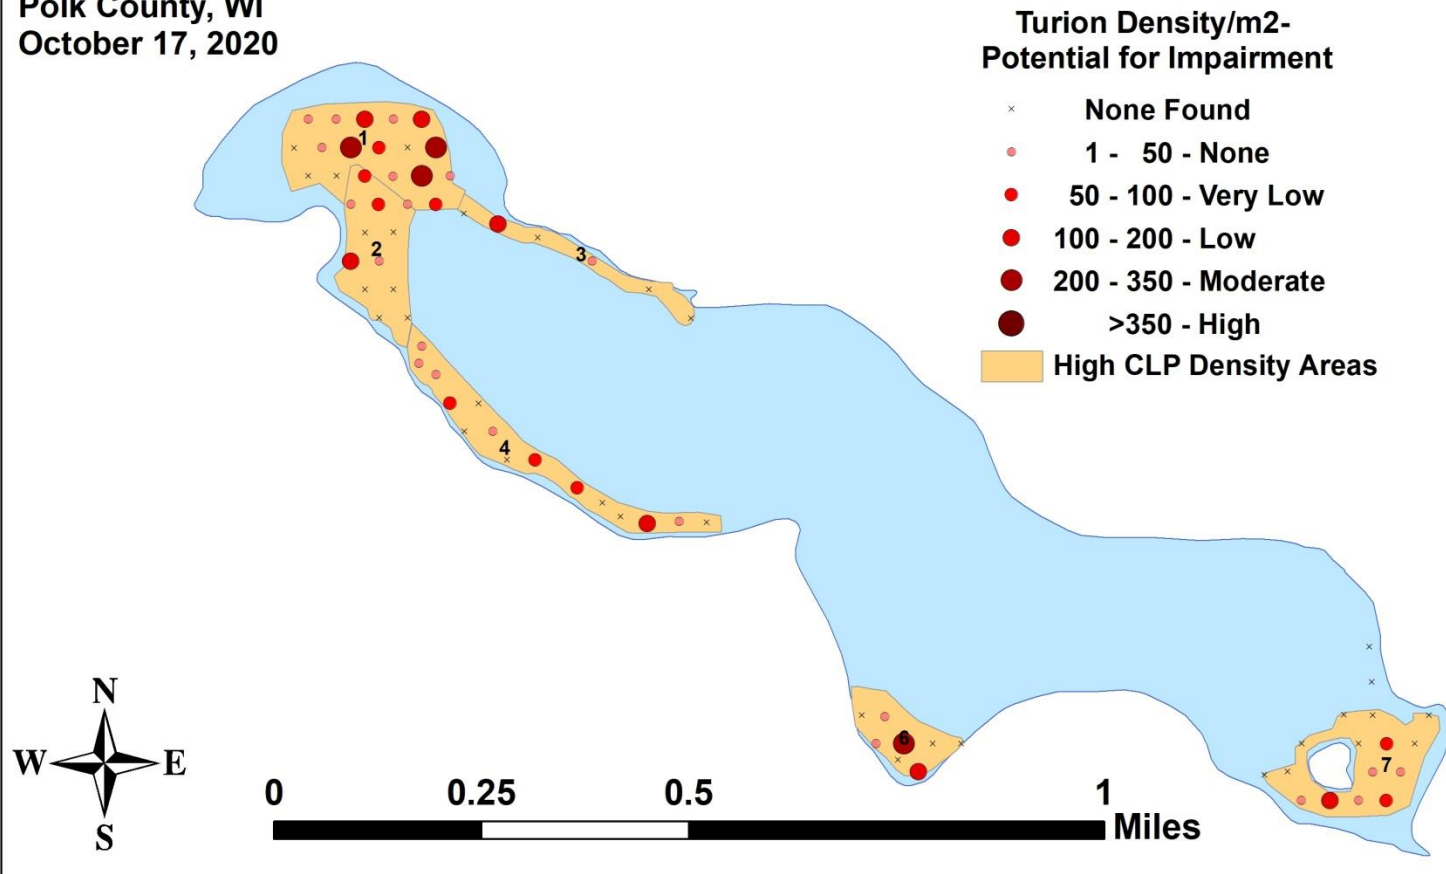 Polk County, WI
October 17, 2020
Turion Density/m2-
Potential for Impairment
None Found
1 - 50 - None
50 - 100 - Very Low
100 - 200 - Low
200 - 350 - Moderate
>350 - High
High CLP Density Areas
1
2
3
4
6
7
N
W E
S
0 0.25 0.5 1
Miles